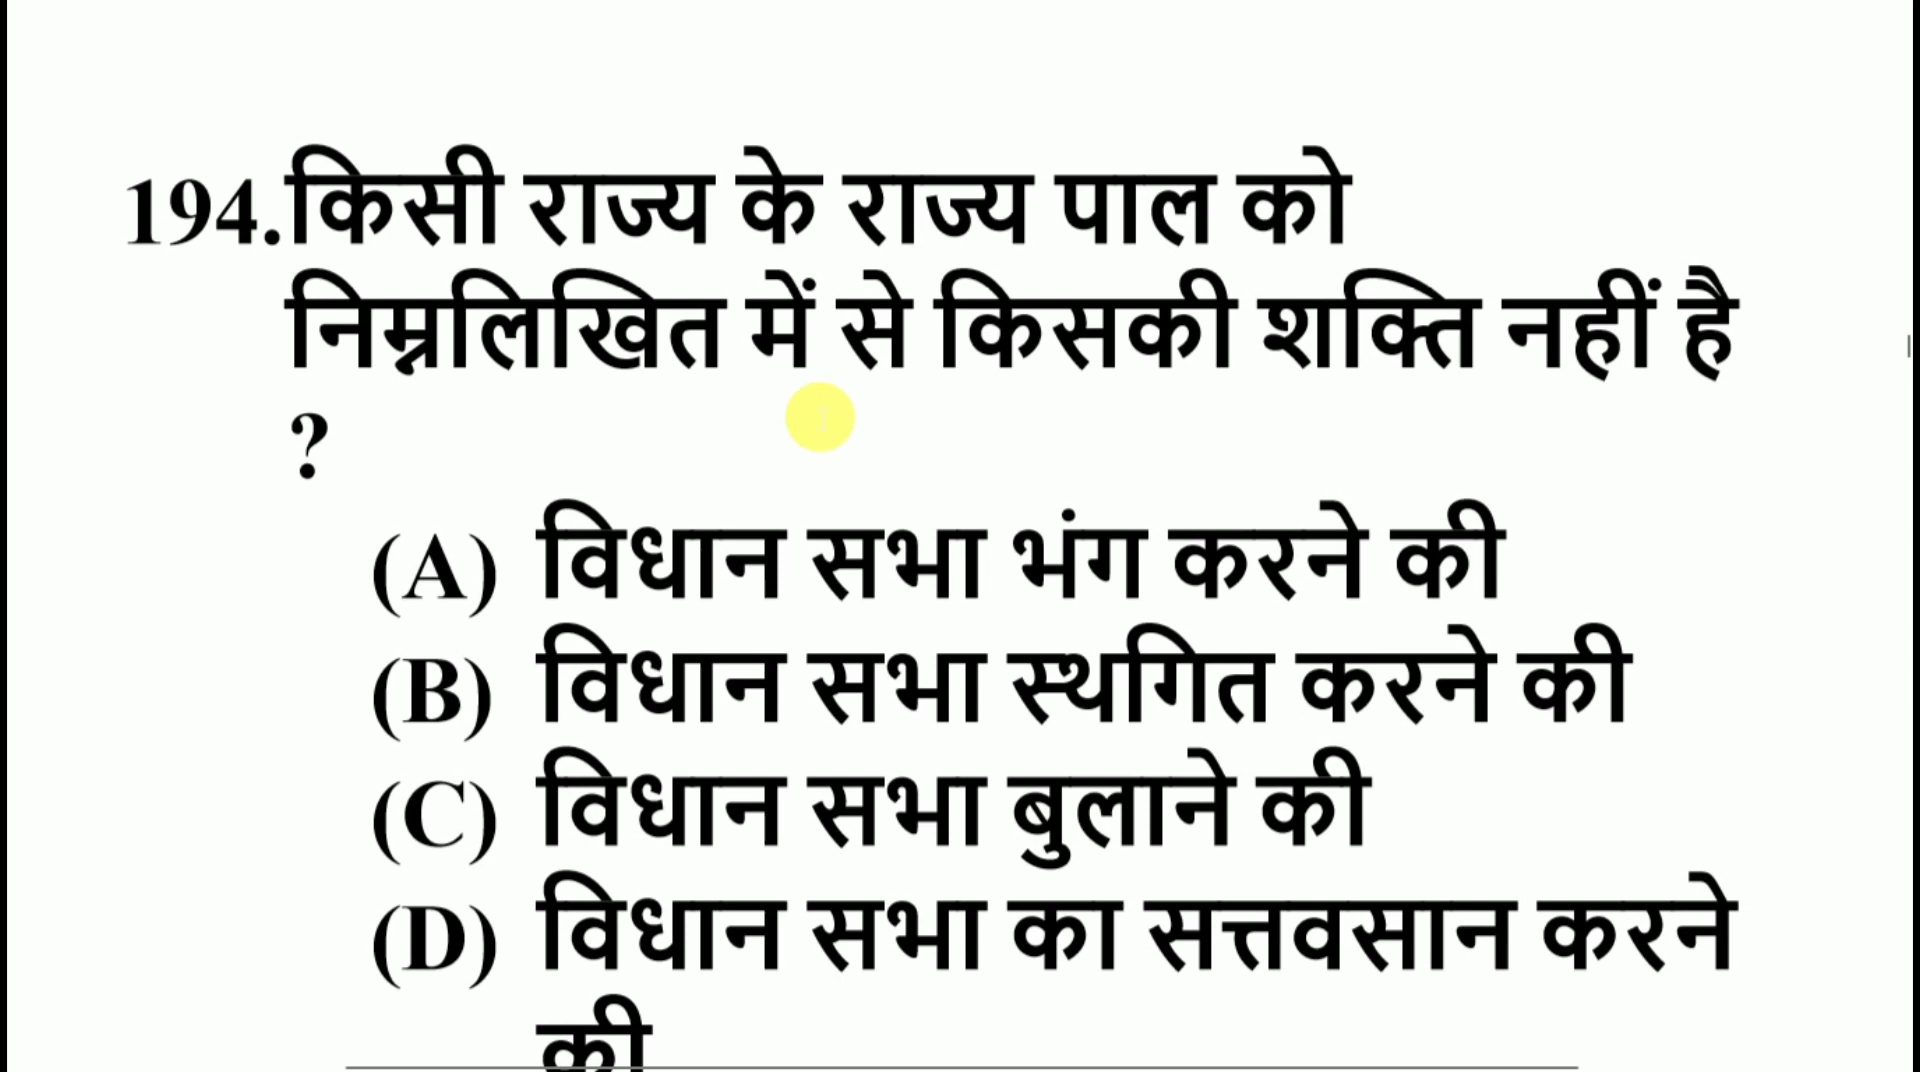 194.किसी राज्य के राज्य पाल को
निम्नलिखित में से किसकी शक्ति नहीं है
?
(A) विधान सभा भंग करने की
(B) विधान सभा स्थगित करने की
(C) विधान सभा बुलाने की
(D) विधान सभा का सत्तवसान करने
की